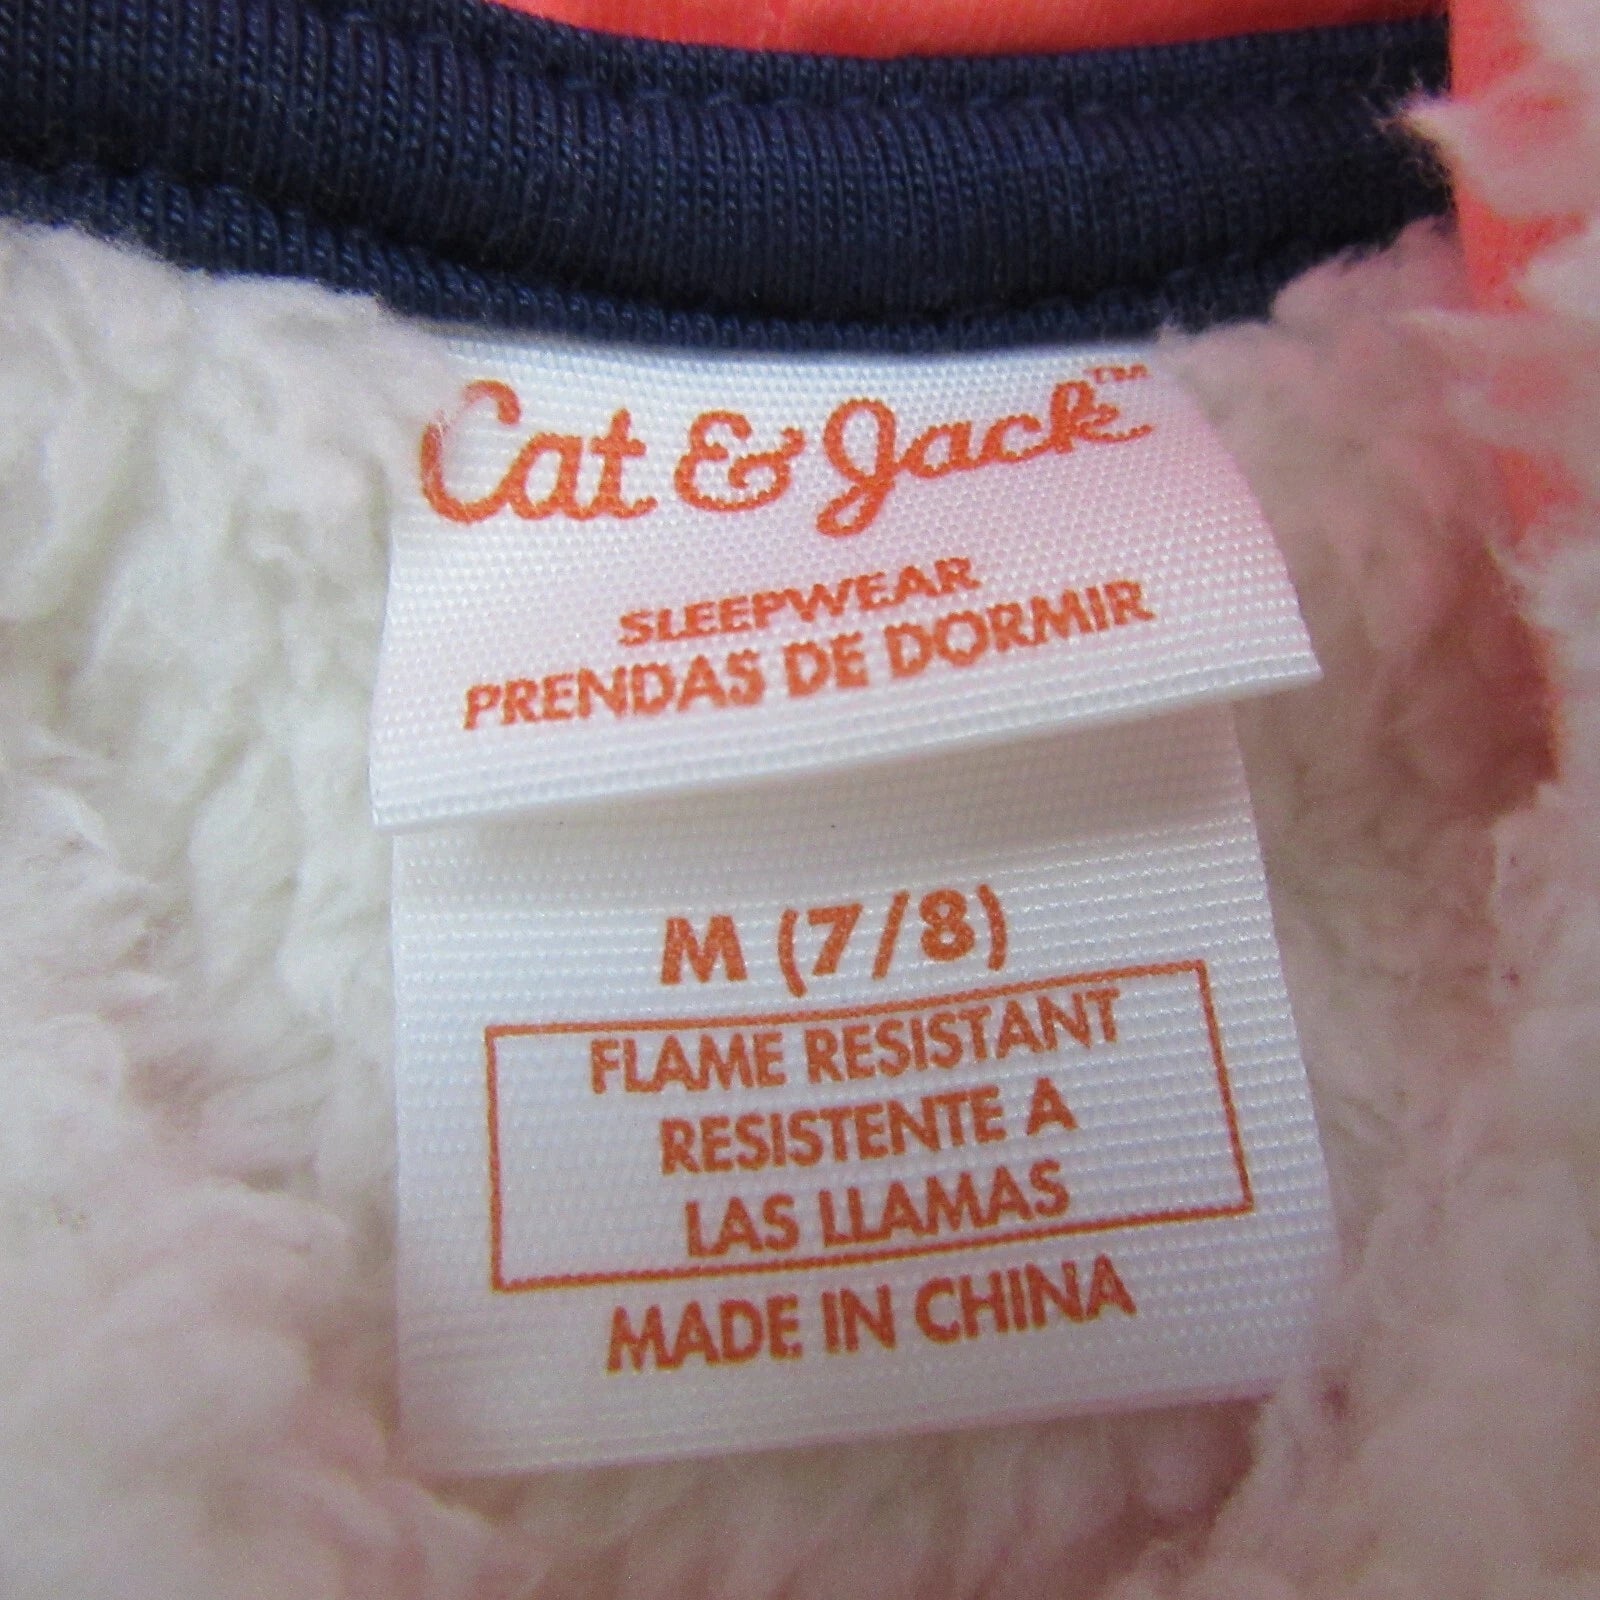 Cat & Jack™
SLEEPWEAR
PRENDAS DE DORMIR
M (7/8)
FLAME RESISTANT
RESISTENTE A
LAS LLAMAS
MADE IN CHINA